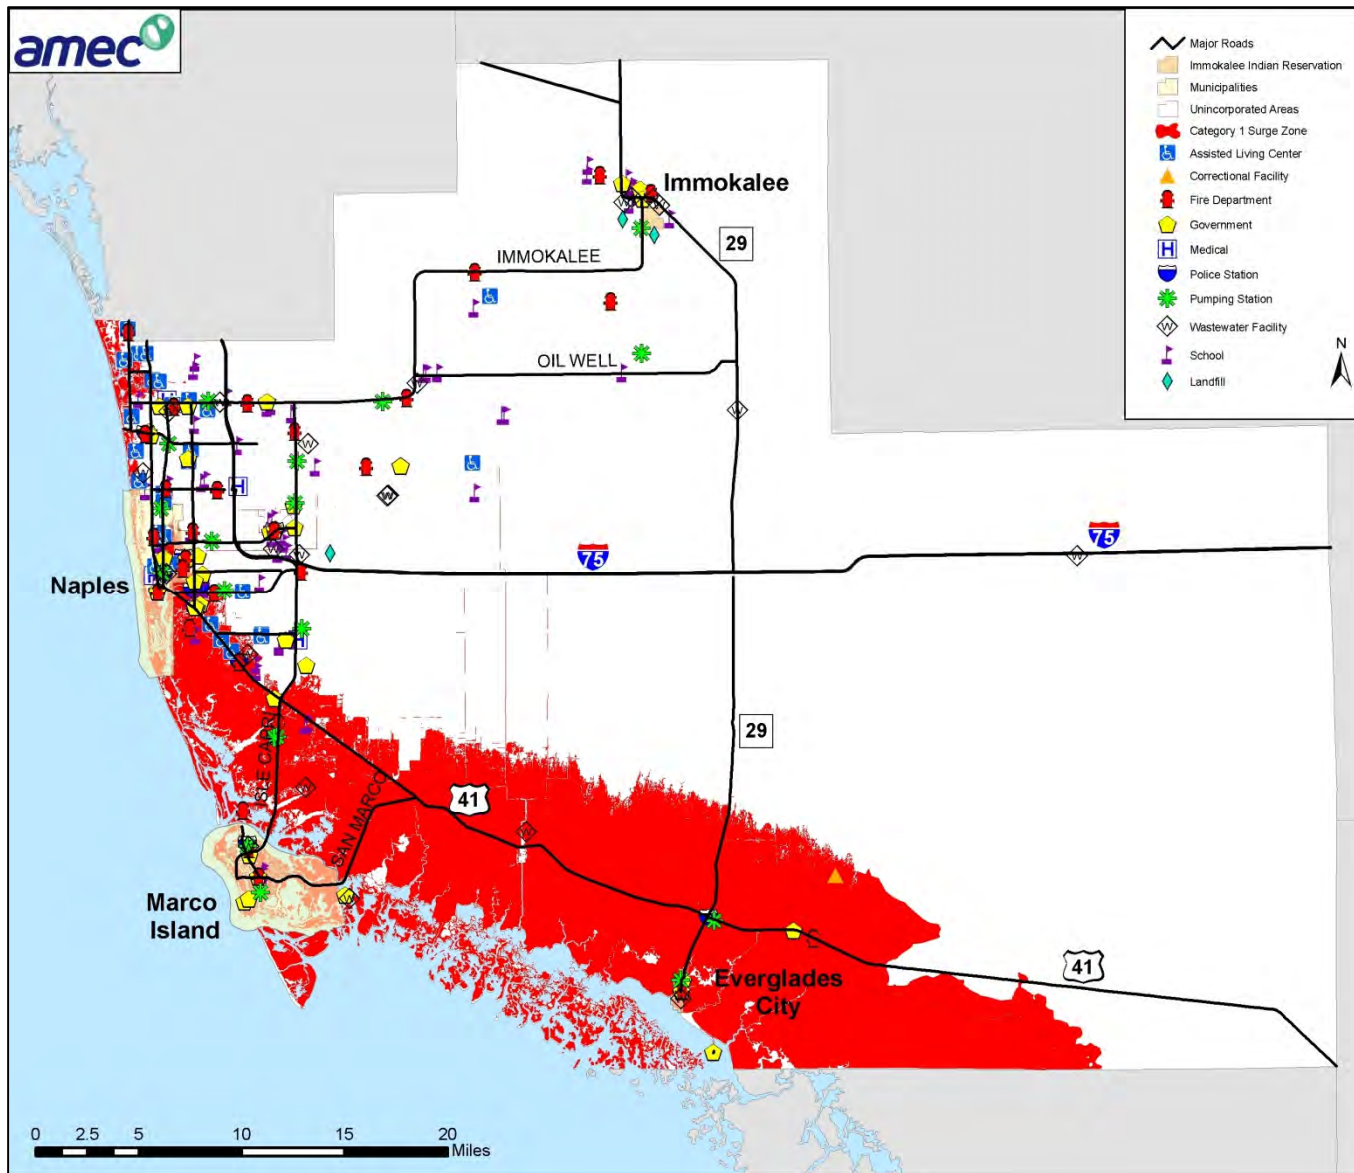 amec
Major Roads
Immokalee Indian Reservation
Municipalities
Unincorporated Areas
Category 1 Surge Zone
Assisted Living Center
Correctional Facility
Fire Department
Government
H Medical
Police Station
Pumping Station
W Wastewater Facility
School
Landfill
N
Immokalee
29
IMMOKALEE
OIL WELL
75
75
Naples
29
ISLE CAPRI
SAN MARCO
41
Marco
Island
Everglades
City
41
0 2.5 5 10 15 20
Miles